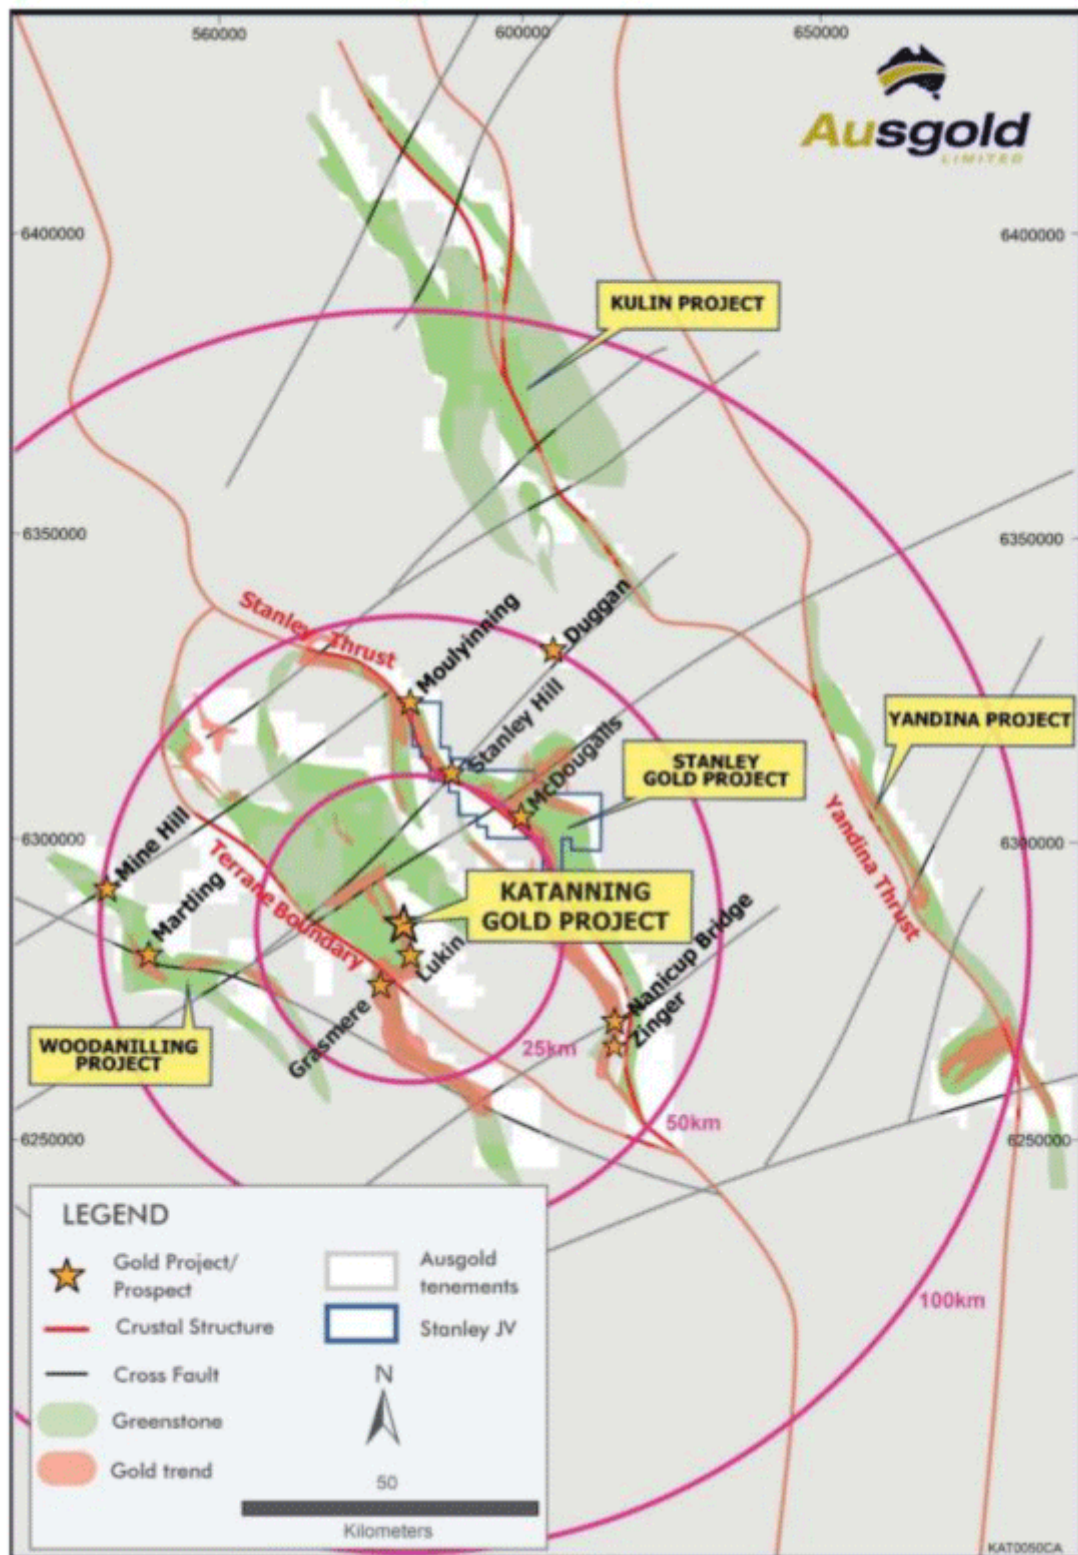 560000
600000
650000
Ausgold
LIMITED
6400000
6400000
KULIN PROJECT
6350000
6350000
Stanley Thrust
Moulyinning
Duggan
Stanley Hill
McDougalls
YANDINA PROJECT
STANLEY
GOLD PROJECT
6300000
6300000
Mine Hill
Martling
Terrane Boundary
KATANNING
GOLD PROJECT
Yandina Thrust
Lukin
Grasmere
Nanicup Bridge
Zinger
WOODANILLING
PROJECT
25km
50km
6250000
6250000
100km
LEGEND
Gold Project/
Prospect
Crustal Structure
Cross Fault
Greenstone
Gold trend
Ausgold
tenements
Stanley JV
N
50
Kilometers
KAT0050CA